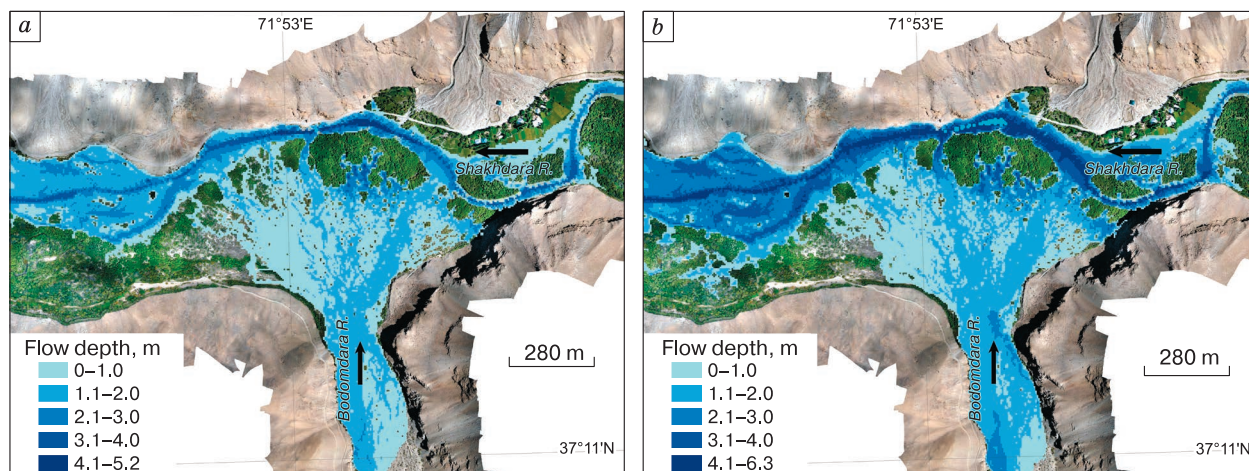 a
71°53'E
Shakhdara R.
Bodomdara R.
Flow depth, m
0–1.0
1.1–2.0
2.1–3.0
3.1–4.0
4.1–5.2
280 m
37°11'N
b
71°53'E
Shakhdara R.
Bodomdara R.
Flow depth, m
0–1.0
1.1–2.0
2.1–3.0
3.1–4.0
4.1–6.3
280 m
37°11'N